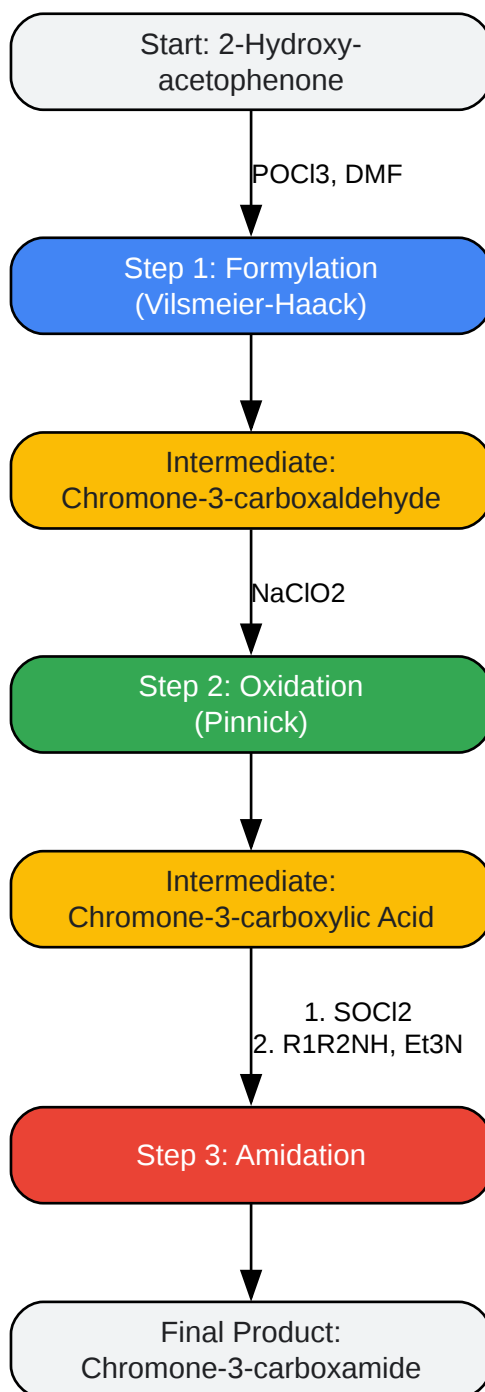 Start: 2-Hydroxy-
acetophenone
POCl3, DMF
Step 1: Formylation
(Vilsmeier-Haack)
Intermediate:
Chromone-3-carboxaldehyde
NaClO2
Step 2: Oxidation
(Pinnick)
Intermediate:
Chromone-3-carboxylic Acid
1. SOCl2
2. R1R2NH, Et3N
Step 3: Amidation
Final Product:
Chromone-3-carboxamide